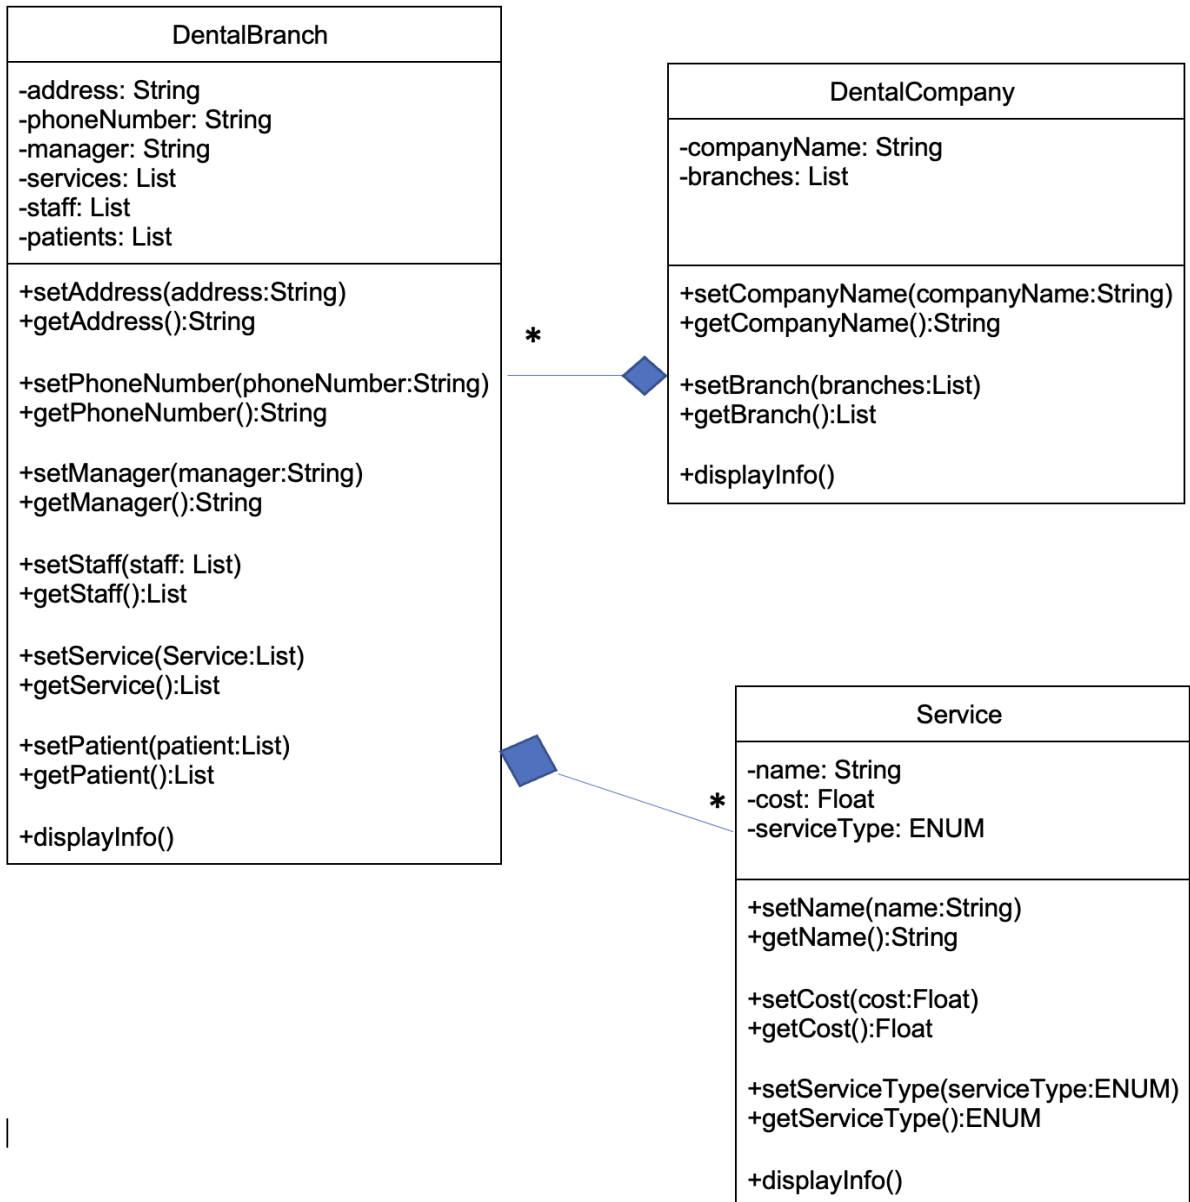 DentalBranch
-address: String
-phoneNumber: String
-manager: String
-services: List
-staff: List
-patients: List
+setAddress(address:String)
+getAddress():String
+setPhoneNumber(phoneNumber:String)
+getPhoneNumber():String
+setManager(manager:String)
+getManager():String
+setStaff(staff: List)
+getStaff():List
+setService(Service:List)
+getService():List
+setPatient(patient:List)
+getPatient():List
+displayInfo()
*
DentalCompany
-companyName: String
-branches: List
+setCompanyName(companyName:String)
+getCompanyName():String
+setBranch(branches:List)
+getBranch():List
+displayInfo()
*
Service
-name: String
-cost: Float
-serviceType: ENUM
+setName(name:String)
+getName():String
+setCost(cost:Float)
+getCost():Float
+setServiceType(serviceType:ENUM)
+getServiceType():ENUM
+displayInfo()